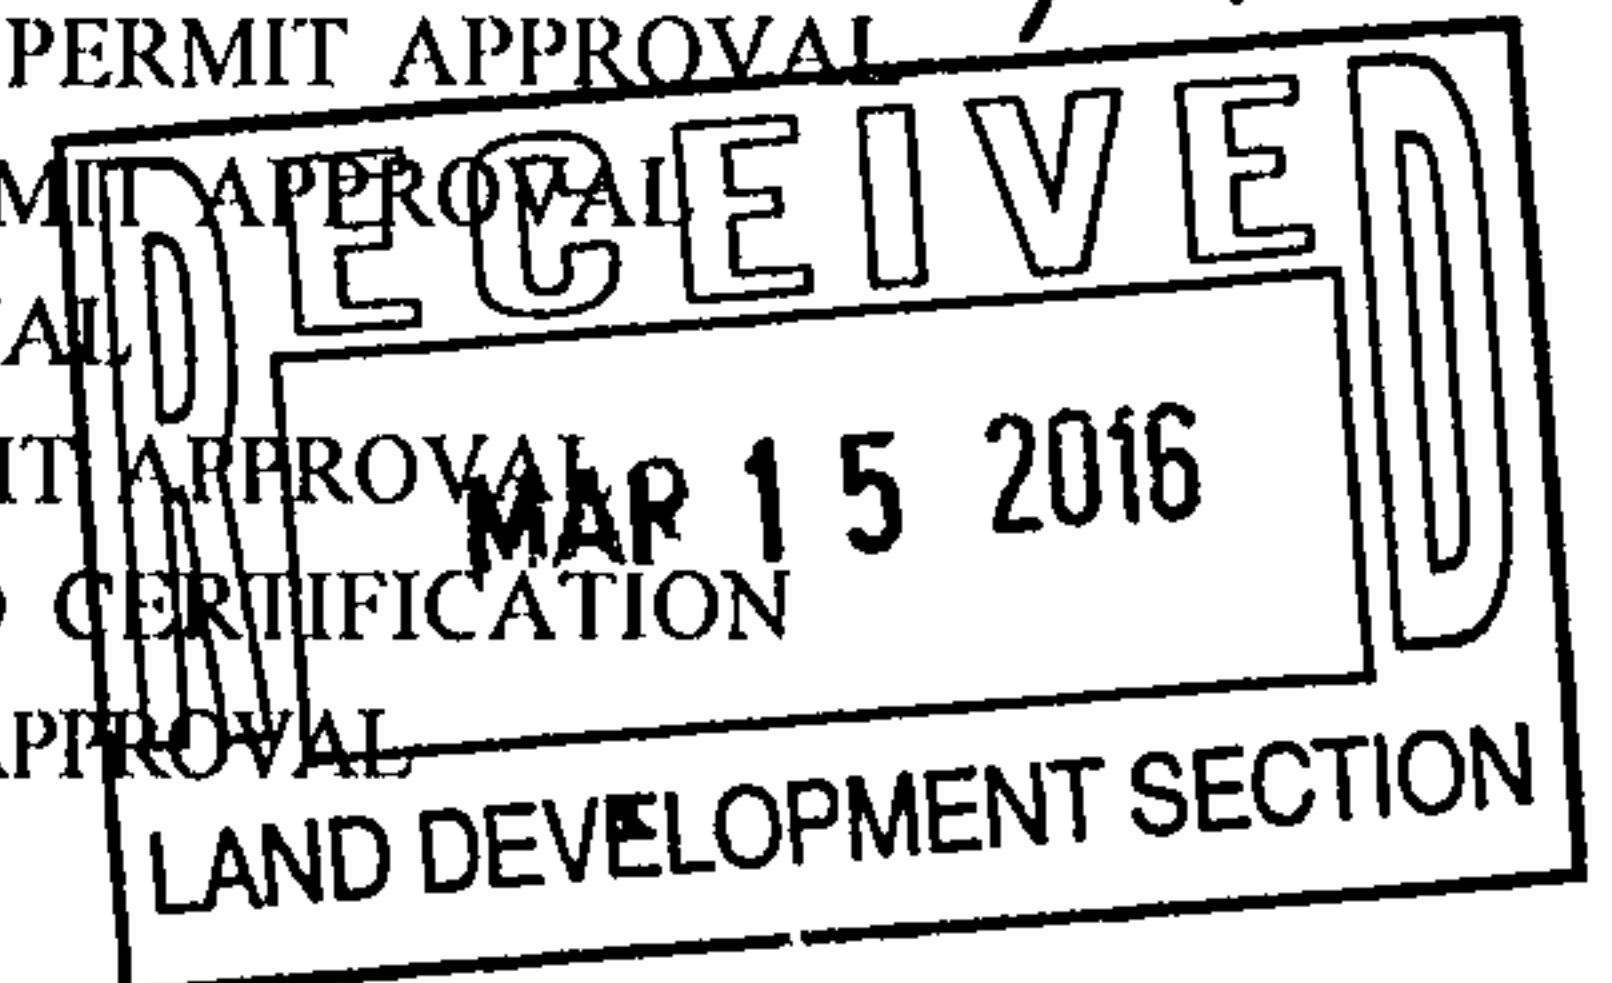 PERMIT APPROVAL
MIT APPROVAL
AL
IT APPROVAL
CERTIFICATION
APPROVAL
RECEIVED
MAR 15 2016
LAND DEVELOPMENT SECTION